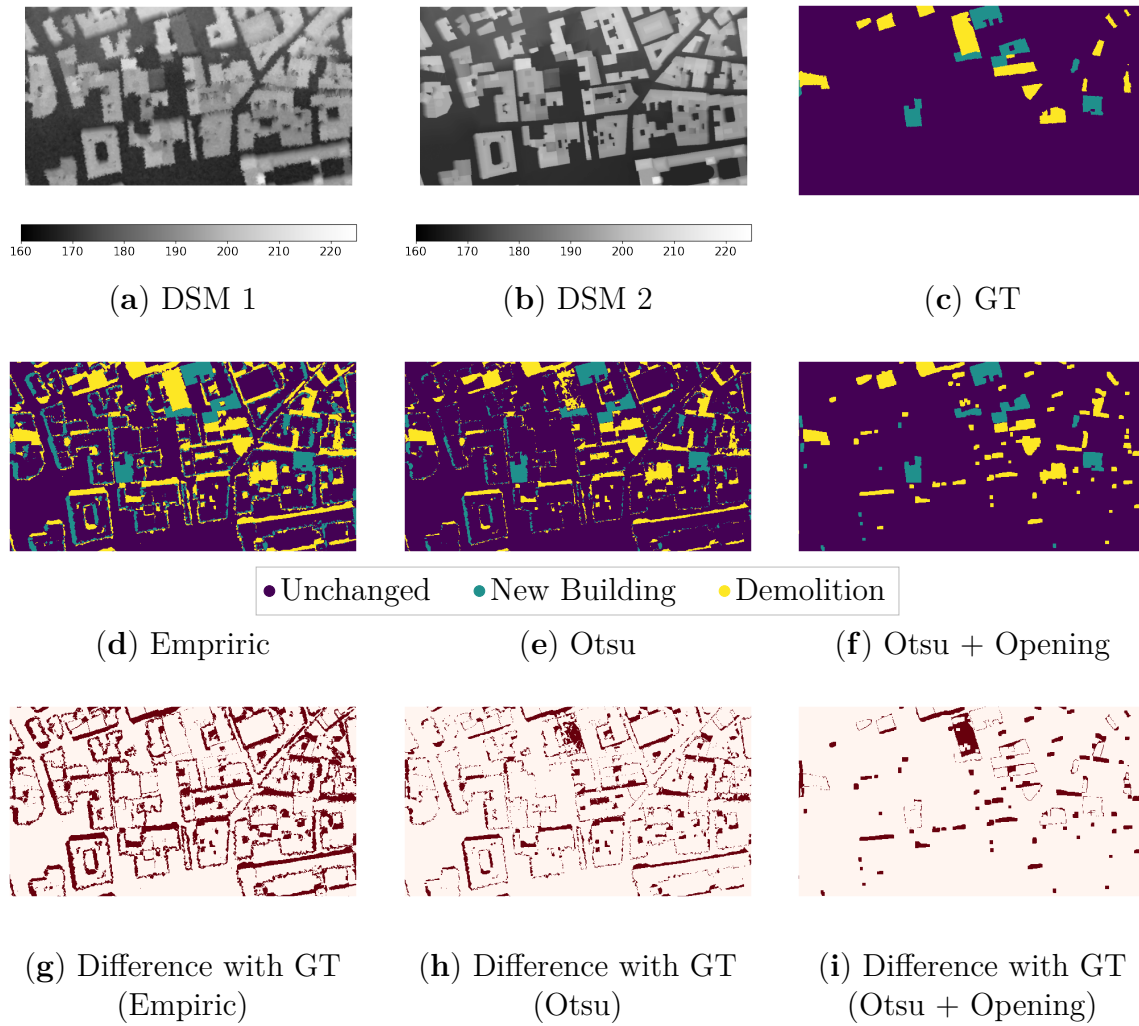 160 170 180 190 200 210 220
160 170 180 190 200 210 220
(a) DSM 1
(b) DSM 2
(c) GT
Unchanged New Building Demolition
(d) Empriric
(e) Otsu
(f) Otsu + Opening
(g) Difference with GT
(Empiric)
(h) Difference with GT
(Otsu)
(i) Difference with GT
(Otsu + Opening)